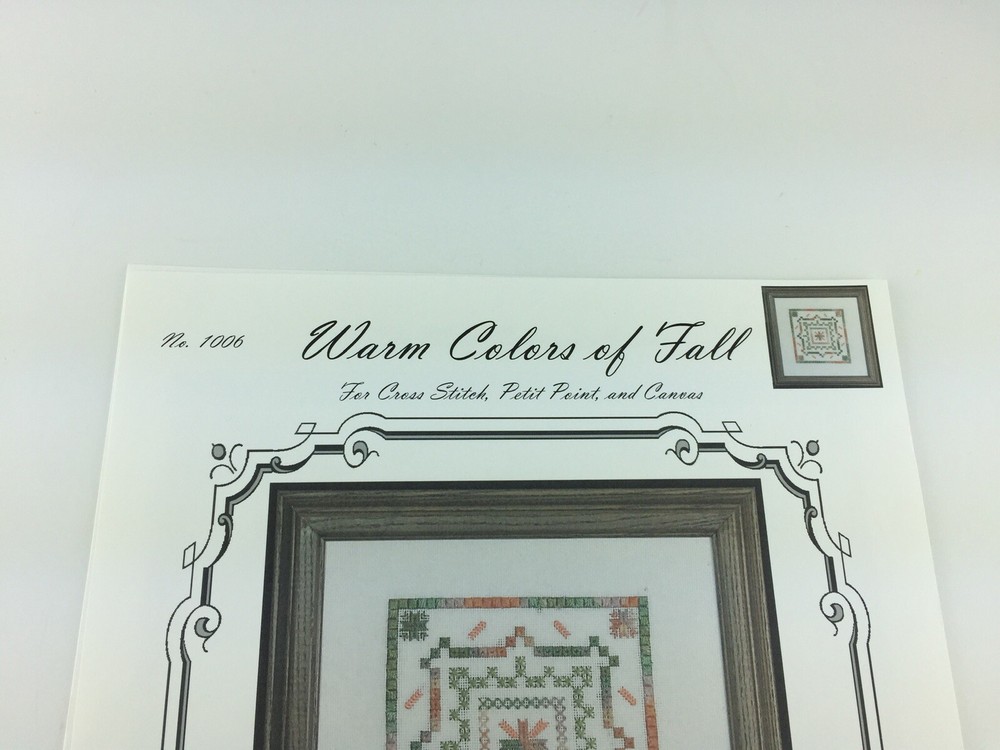 No. 1006
Warm Colors of Fall
For Cross Stitch, Petit Point, and Canvas